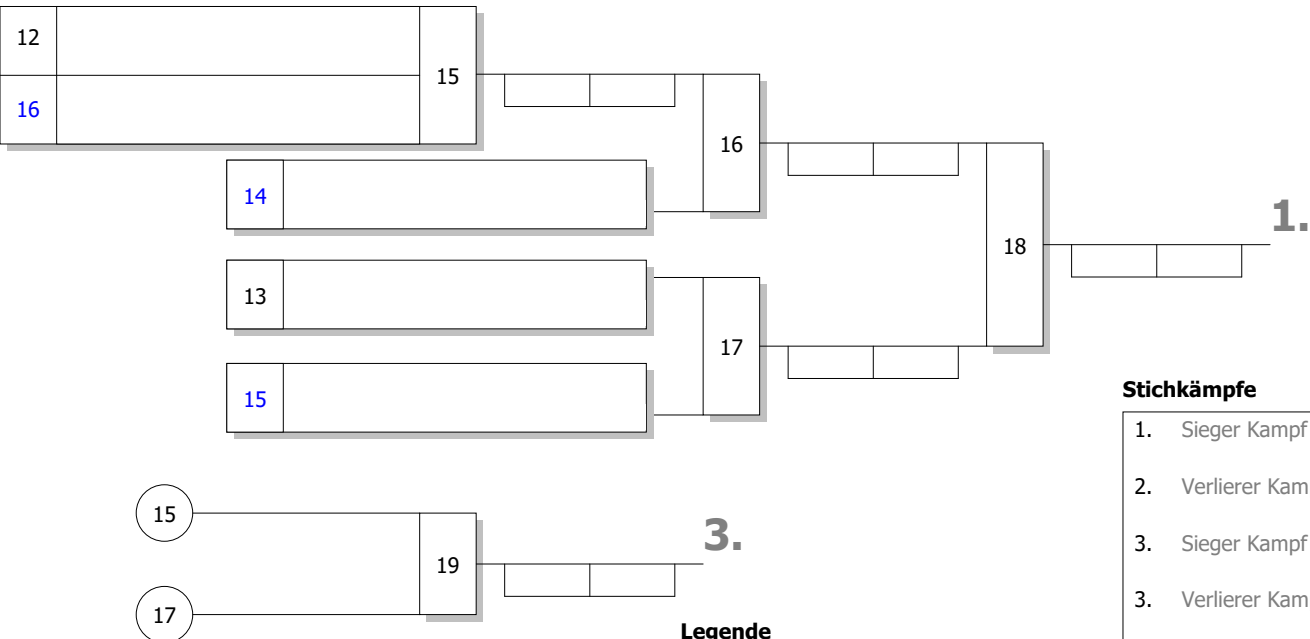 12
15
16
16
14
1.
18
13
17
15
Stichkämpfe
1. Sieger Kampf
2. Verlierer Kam
3. Sieger Kampf
3. Verlierer Kam
15
3.
19
17
Legende